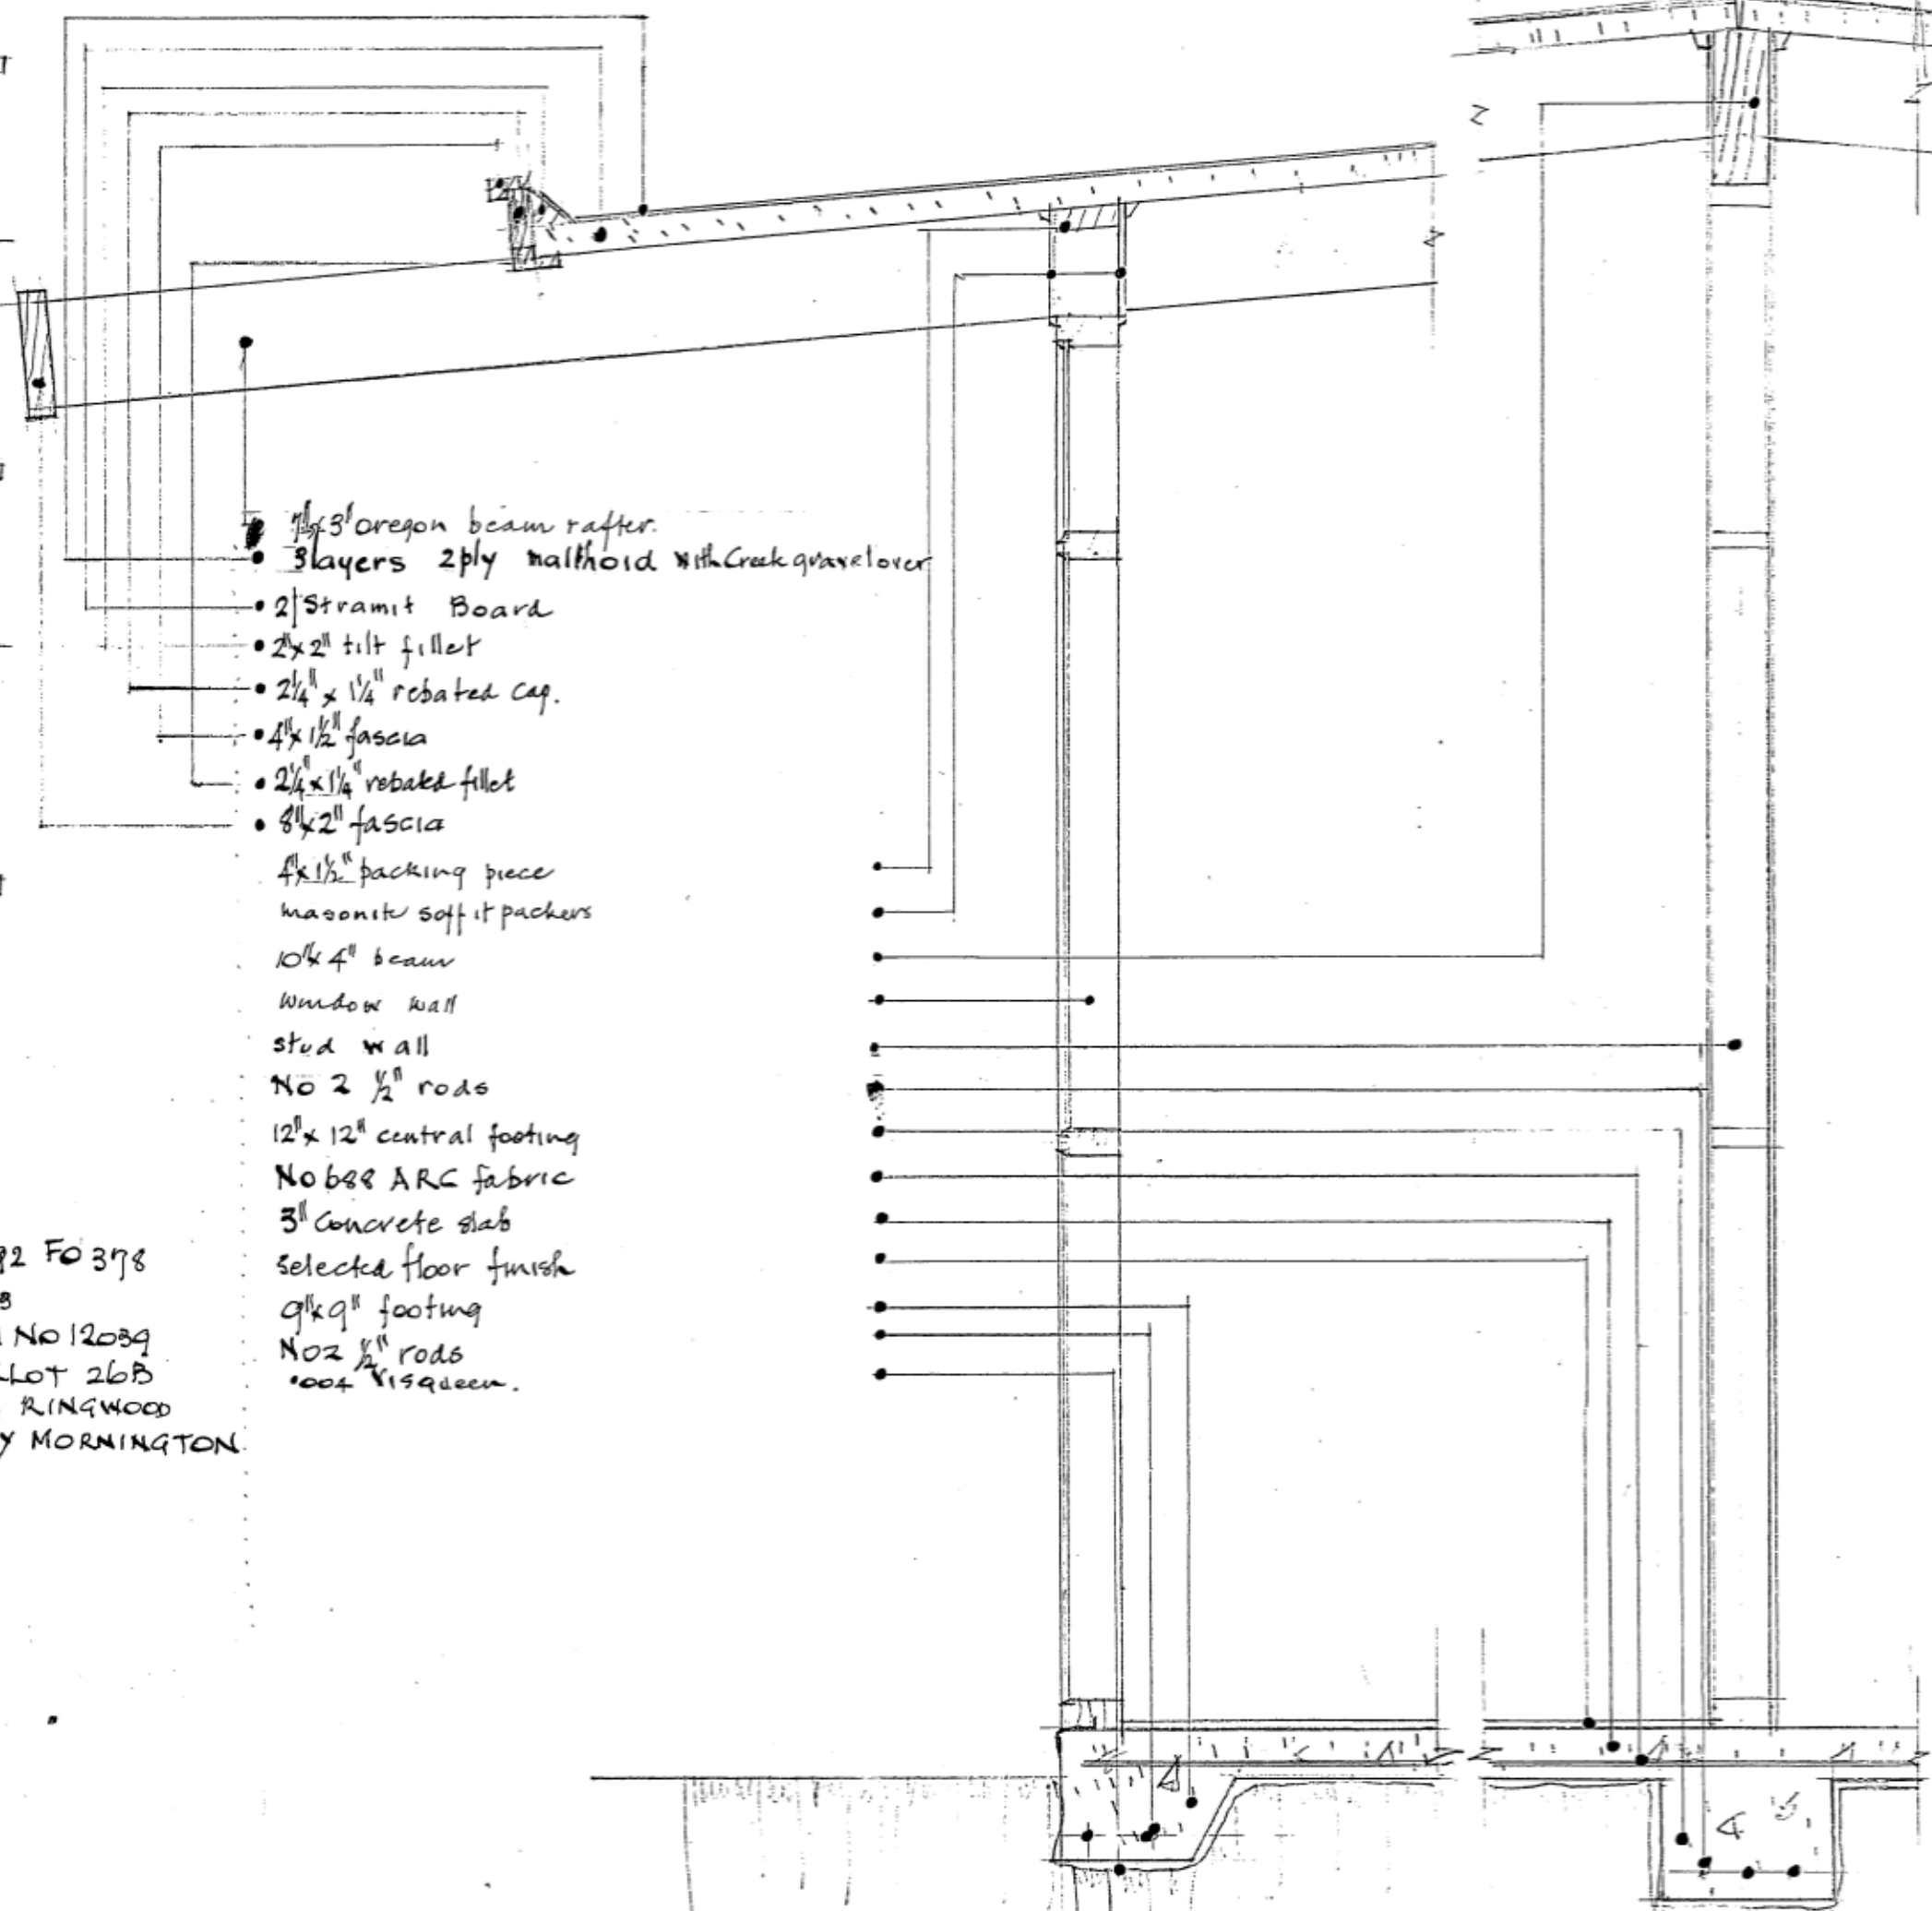 x3" oregon beam rafter.
3layers 2ply malthoid with Creek gravel over
2" Stramit Board
2"x2" tilt fillet
2¼" x 1¼" rebated cap.
4"x 1½" fascia
2¼"x1¼" rebated fillet
8"x2" fascia
4"x1½" packing piece
masonite soffit packers
10"x4" beam
window wall
stud wall
No 2 ½" rods
12"x 12" central footing
No 688 ARC fabric
3" Concrete slab
selected floor finish
9"x9" footing
No2 ½" rods
.004 Visqueen.
92 FO 378
No 12039
LOT 26B
RINGWOOD
Y MORNINGTON